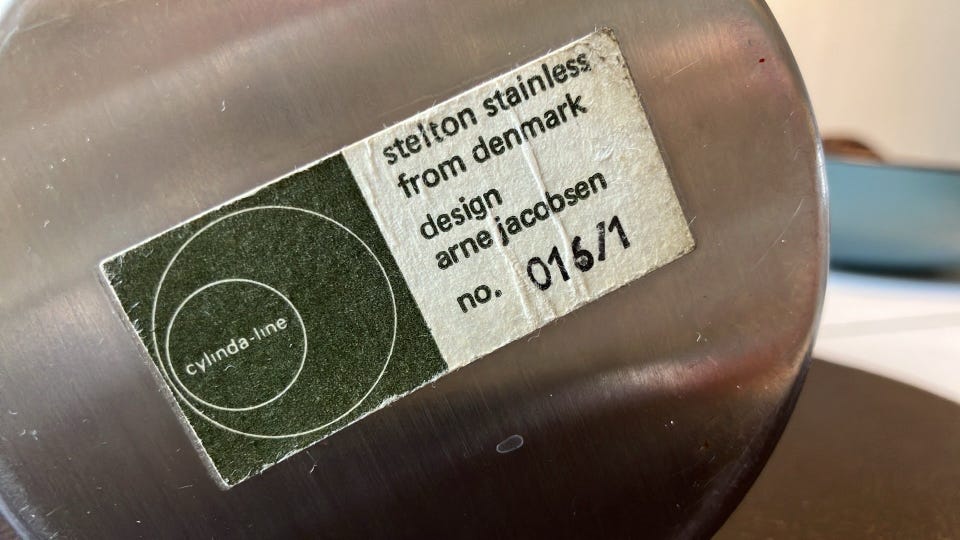 cylinda-line
stelton stainless
from denmark
design
arne jacobsen
no. 016/1